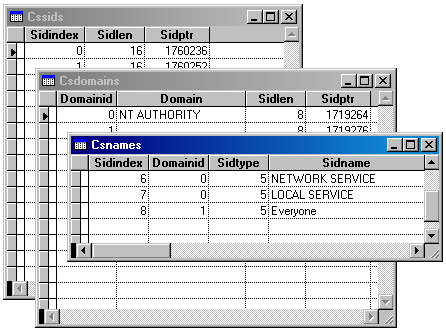 Cssids
Sidindex Sidlen Sidptr
0 16 1760236
1 16 1760252
Csdomains
Domainid Domain Sidlen Sidptr
0 NT AUTHORITY 8 1719264
1 8 1719276
Csnames
Sidindex Domainid Sidtype Sidname
6 0 5 NETWORK SERVICE
7 0 5 LOCAL SERVICE
8 1 5 Everyone